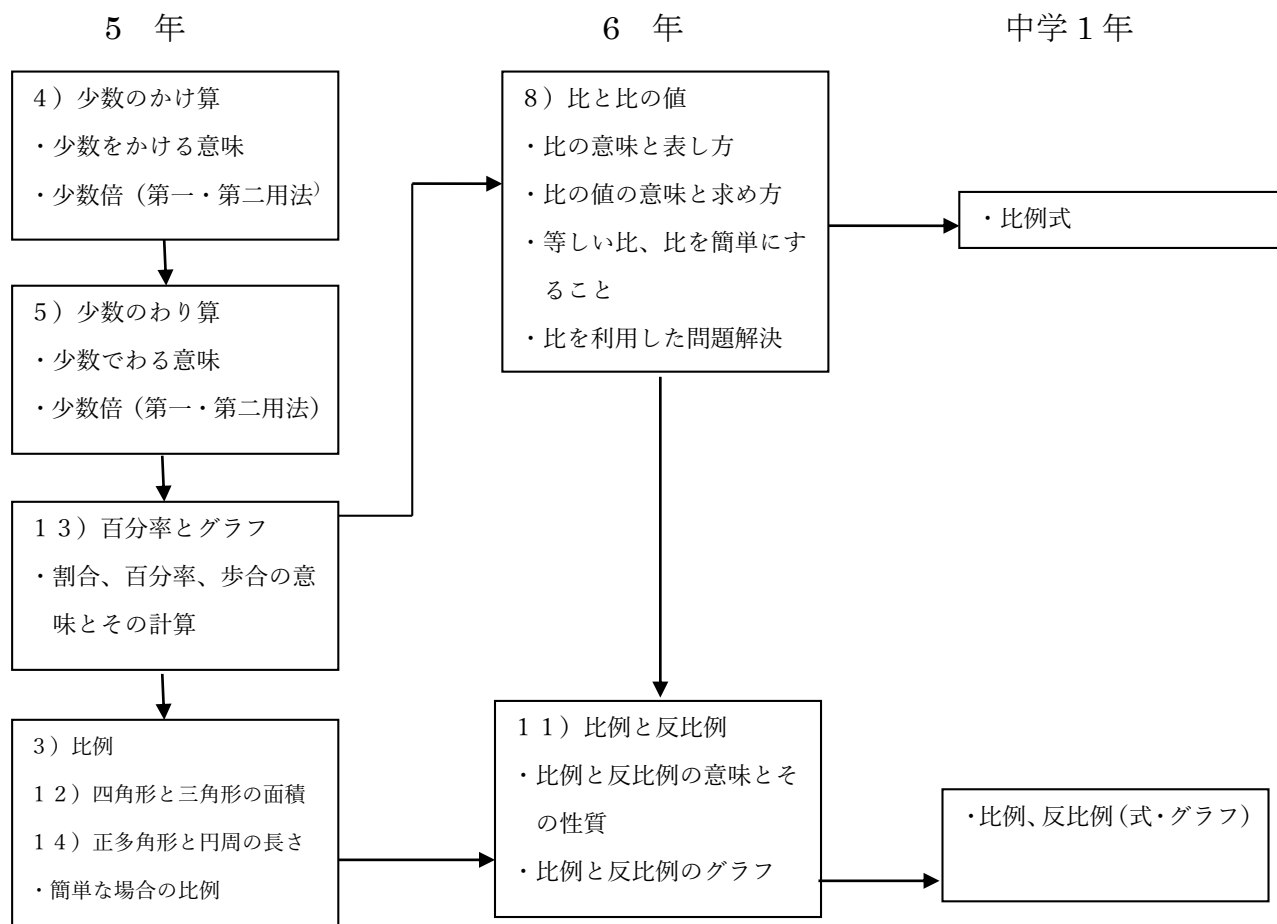 ５　年
６　年
中学１年
４）少数のかけ算
・少数をかける意味
・少数倍（第一・第二用法）
５）少数のわり算
・少数でわる意味
・少数倍（第一・第二用法）
１３）百分率とグラフ
・割合、百分率、歩合の意
味とその計算
３）比例
１２）四角形と三角形の面積
１４）正多角形と円周の長さ
・簡単な場合の比例
８）比と比の値
・比の意味と表し方
・比の値の意味と求め方
・等しい比、比を簡単にす
ること
・比を利用した問題解決
１１）比例と反比例
・比例と反比例の意味とそ
の性質
・比例と反比例のグラフ
・比例式
・比例、反比例（式・グラフ）